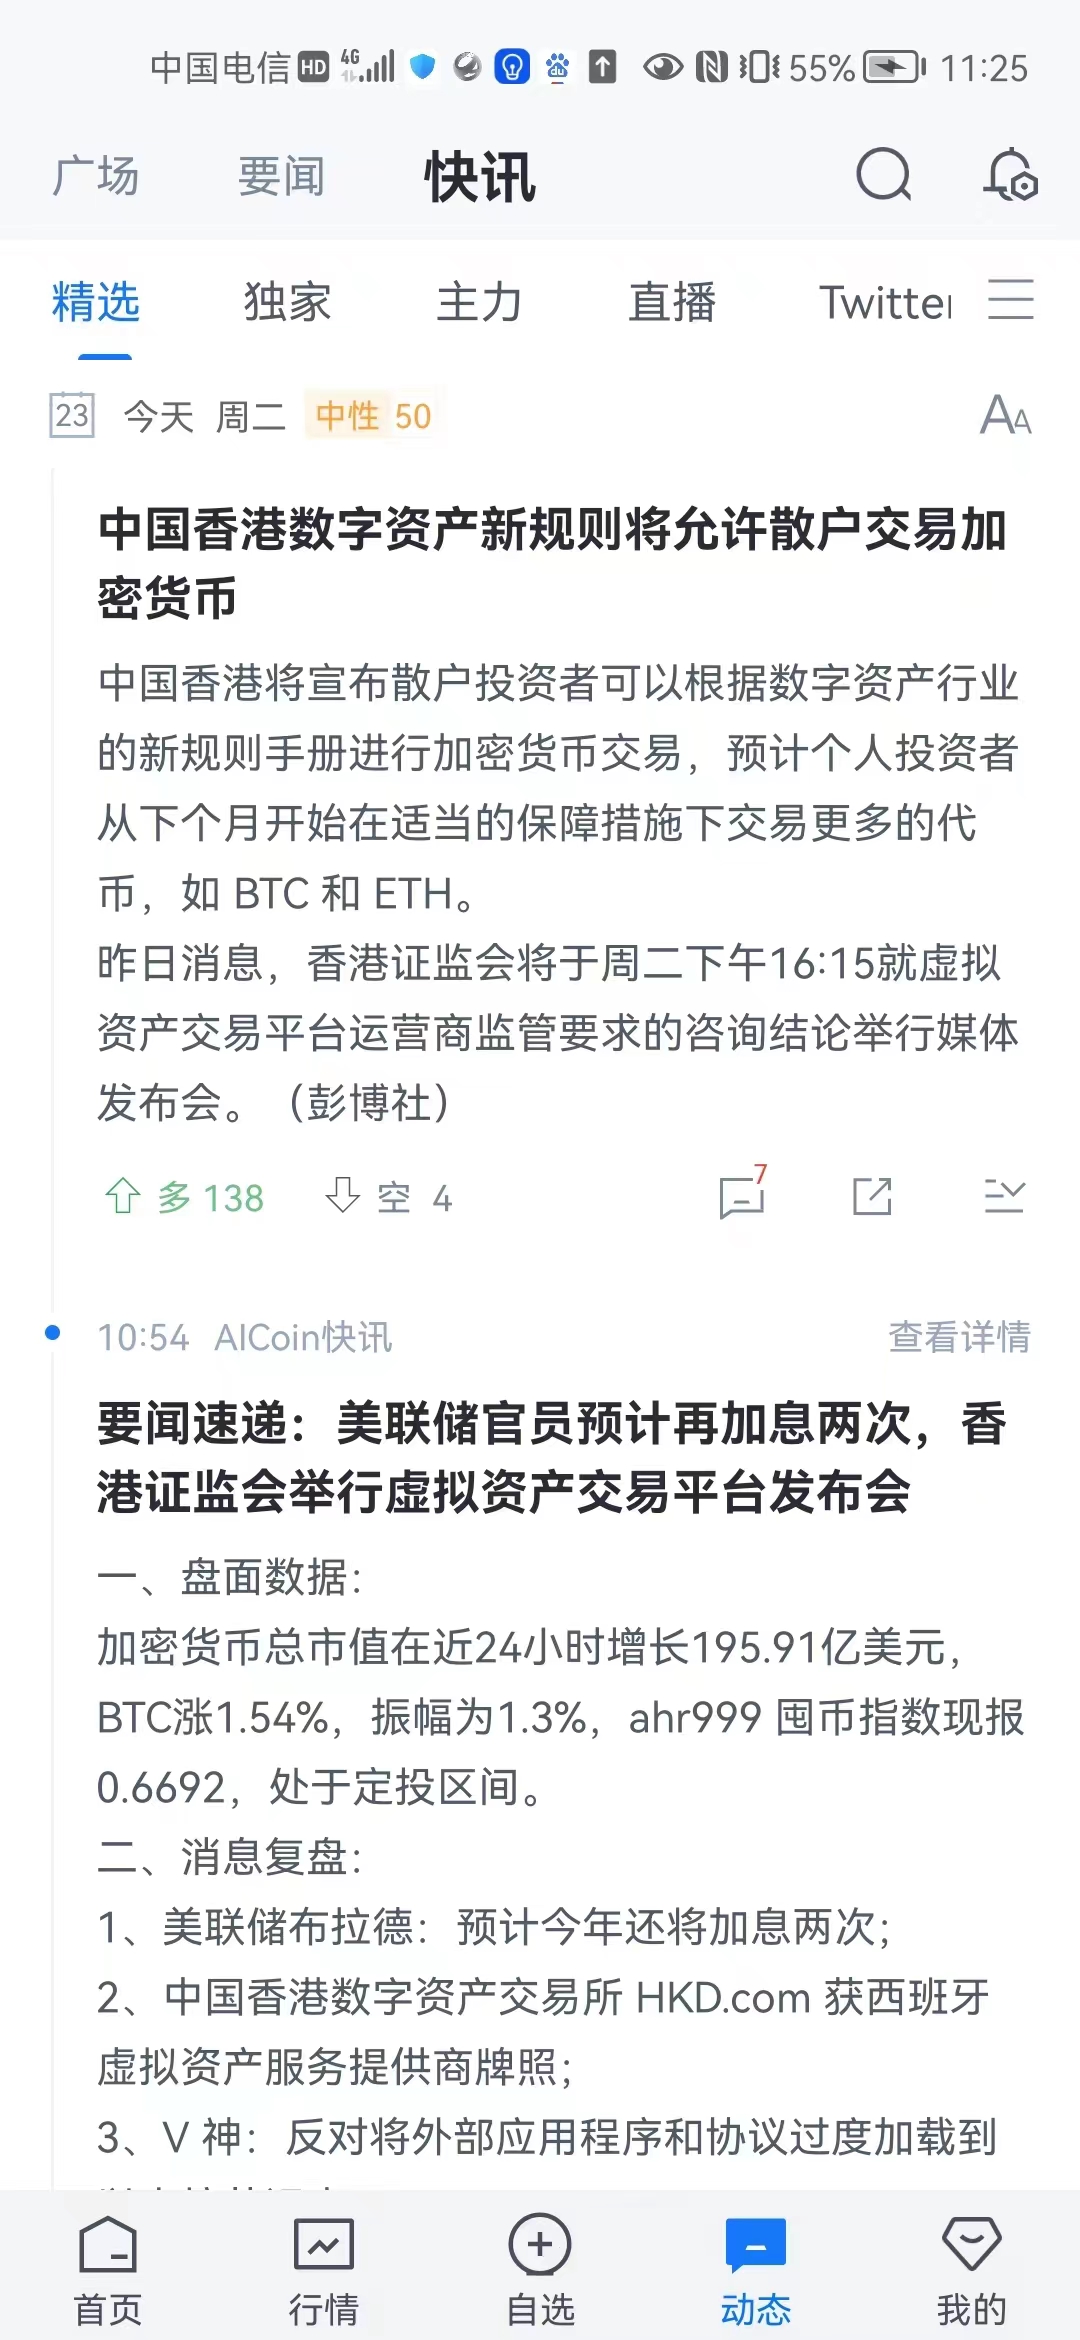 中国电信 HD 4G 55% 11:25
广场 要闻 快讯
精选 独家 主力 直播 Twitter
23 今天 周二 中性 50 AA
中国香港数字资产新规则将允许散户交易加
密货币
中国香港将宣布散户投资者可以根据数字资产行业
的新规则手册进行加密货币交易，预计个人投资者
从下个月开始在适当的保障措施下交易更多的代
币，如 BTC 和 ETH。
昨日消息，香港证监会将于周二下午16:15就虚拟
资产交易平台运营商监管要求的咨询结论举行媒体
发布会。（彭博社）
多 138 空 4 7
10:54 AICoin快讯 查看详情
要闻速递：美联储官员预计再加息两次，香
港证监会举行虚拟资产交易平台发布会
一、盘面数据：
加密货币总市值在近24小时增长195.91亿美元，
BTC涨1.54%，振幅为1.3%，ahr999 囤币指数现报
0.6692，处于定投区间。
二、消息复盘：
1、美联储布拉德：预计今年还将加息两次；
2、中国香港数字资产交易所 HKD.com 获西班牙
虚拟资产服务提供商牌照；
3、V 神：反对将外部应用程序和协议过度加载到
首页 行情 自选 动态 我的